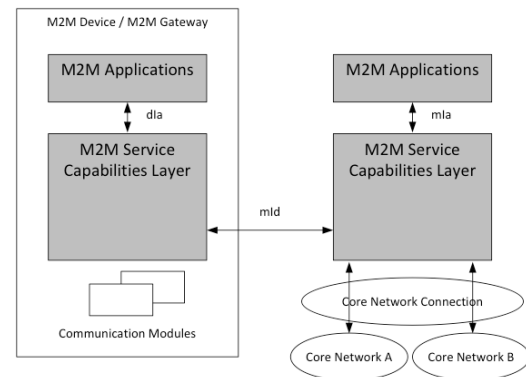 M2M Device / M2M Gateway
M2M Applications
dIa
M2M Service
Capabilities Layer
Communication Modules
mId
M2M Applications
mIa
M2M Service
Capabilities Layer
Core Network Connection
Core Network A
Core Network B